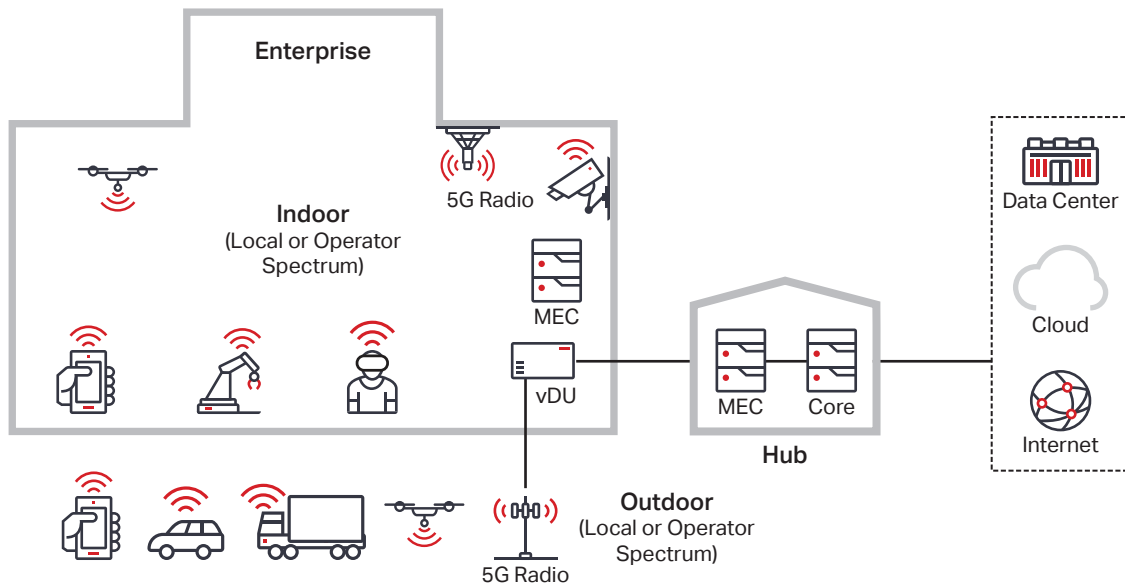 Enterprise
5G Radio
Indoor
(Local or Operator
Spectrum)
MEC
vDU
MEC
Core
Hub
Data Center
Cloud
Internet
Outdoor
(Local or Operator
Spectrum)
5G Radio